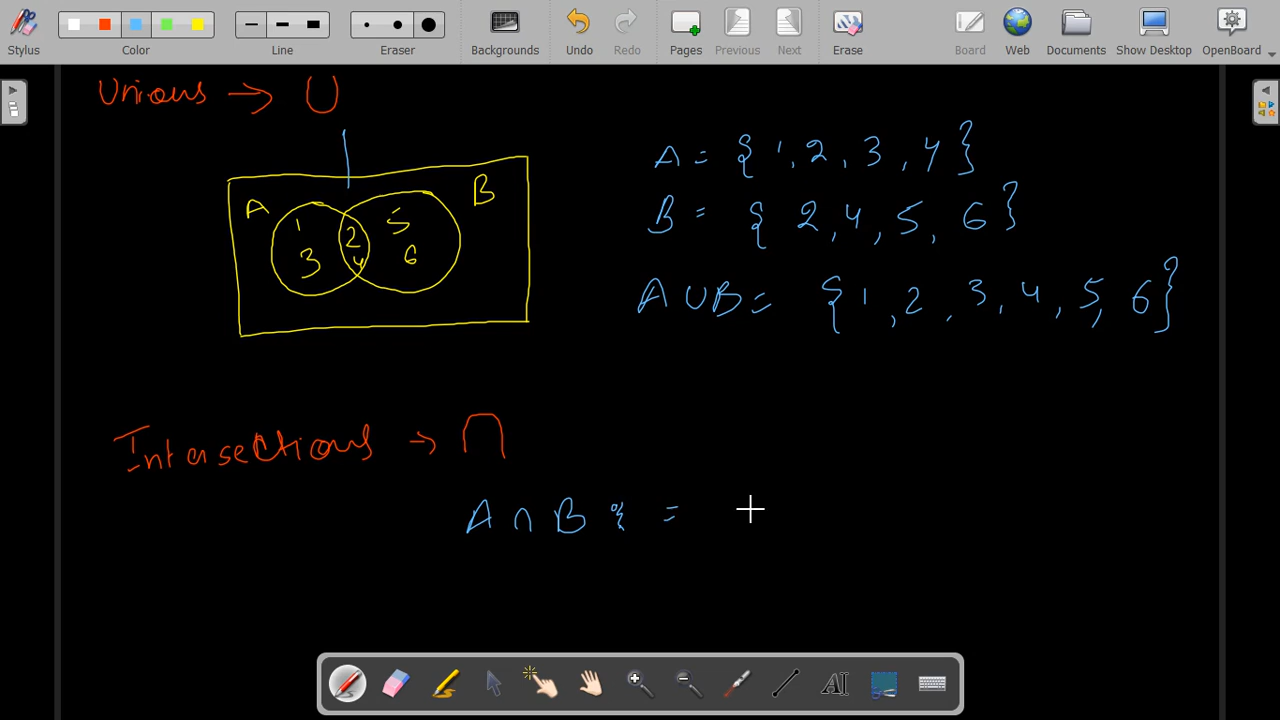 Stylus
Color
Line
Eraser
Backgrounds
Undo
Redo
Pages
Previous
Next
Erase
Board
Web
Documents
Show Desktop
OpenBoard
Unions → ∪
A = { 1, 2, 3, 4 }
B = { 2, 4, 5, 6 }
A ∪ B = { 1, 2, 3, 4, 5, 6 }
A B
1 2 5
3 4 6
Intersections → ∩
A ∩ B { =
AI